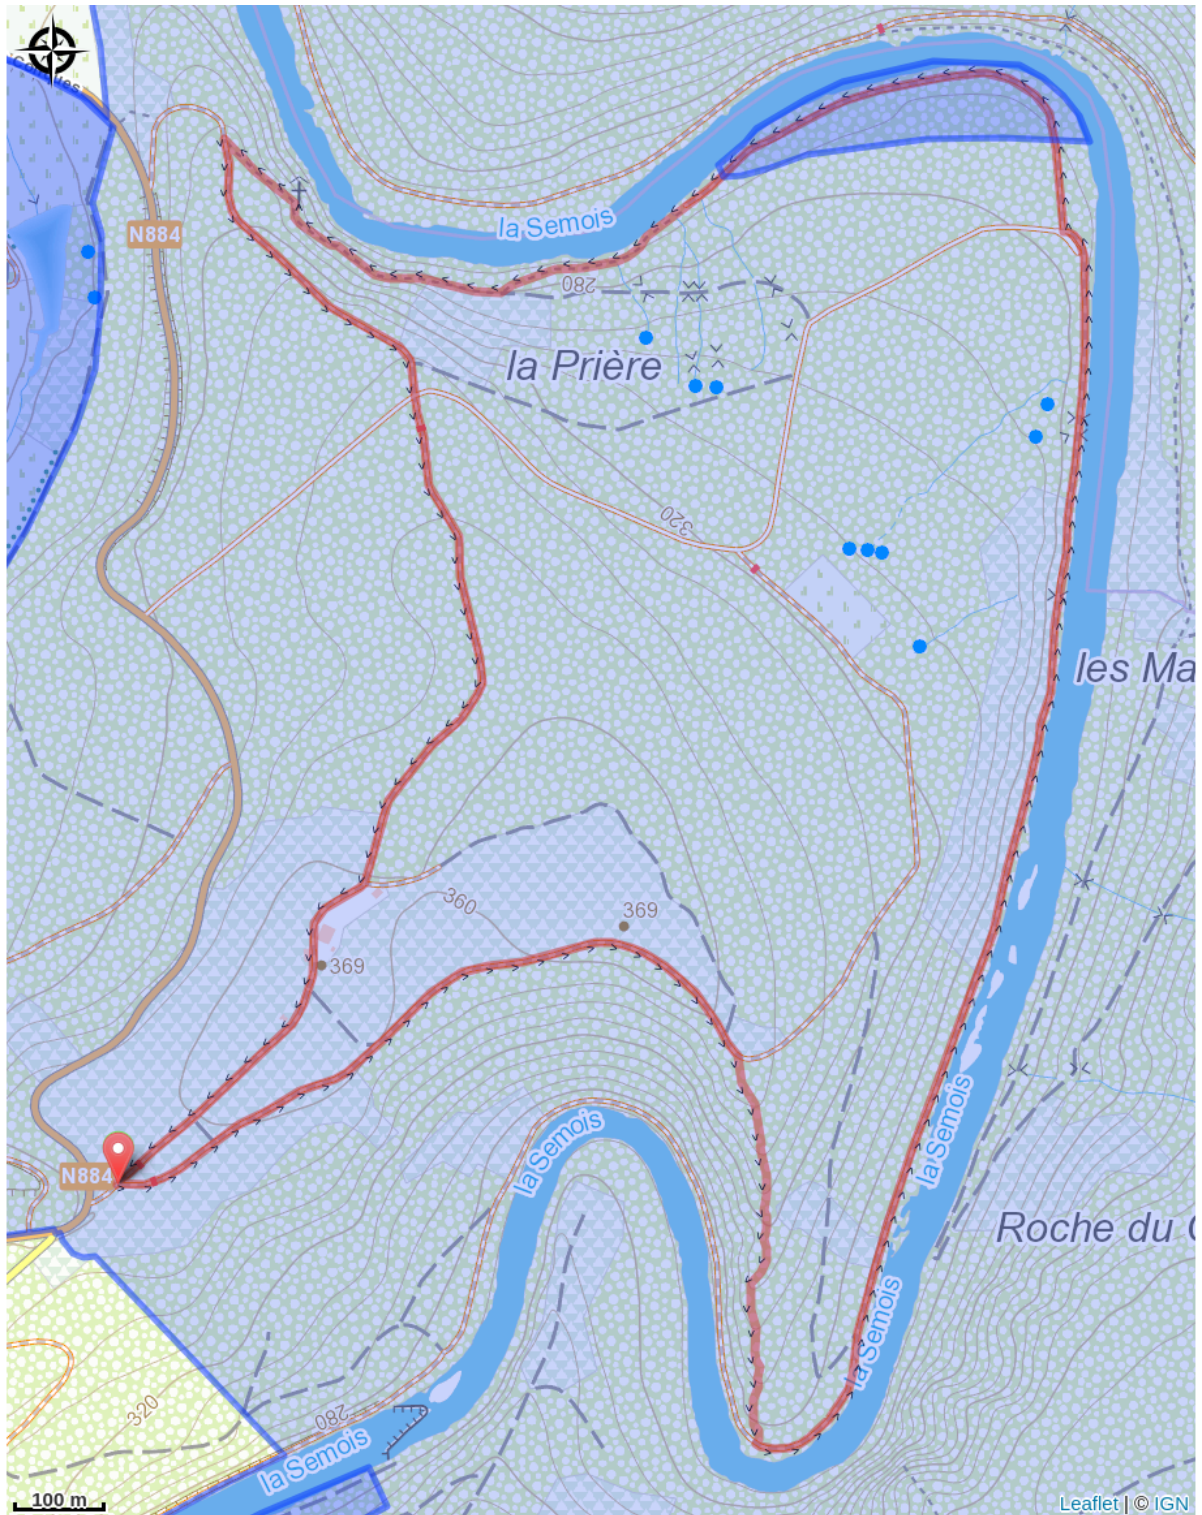 N884
la Semois
280
la Prière
320
les Ma
360
369
369
la Semois
la Semois
N884
Roche du
la Semois
320
280
la Semois
100 m
Leaflet | © IGN